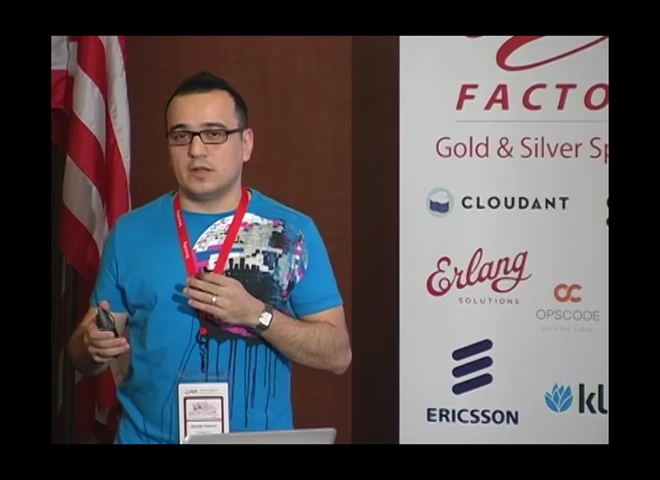 FACTO
Gold & Silver Sp
CLOUDANT
Erlang
SOLUTIONS
OPSCODE
ERICSSON
kl